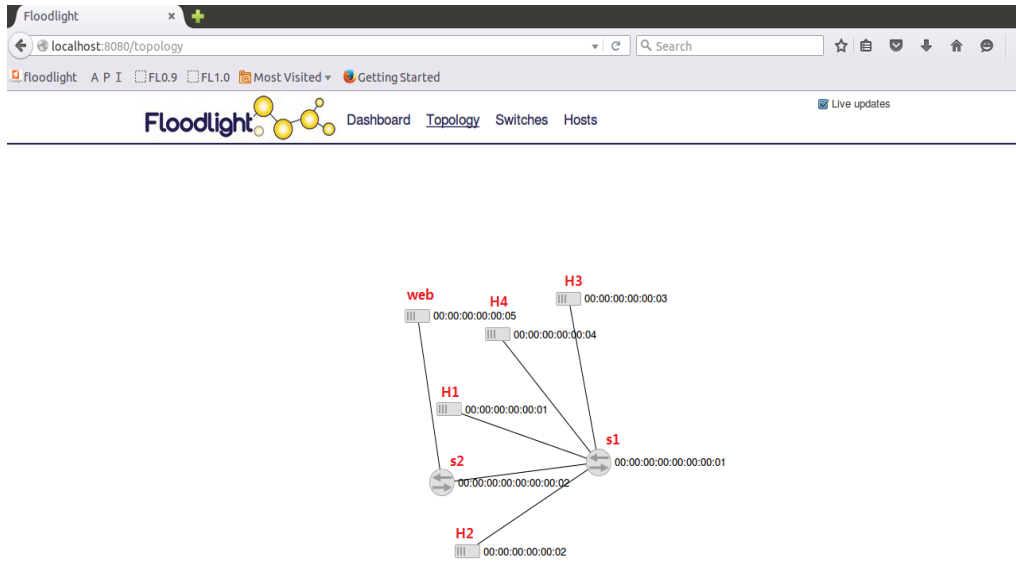 Floodlight
localhost:8080/topology
Search
floodlight A P I FL0.9 FL1.0 Most Visited Getting Started
Floodlight Dashboard Topology Switches Hosts Live updates
H3
00:00:00:00:00:03
web
00:00:00:00:00:05
H4
00:00:00:00:00:04
H1
00:00:00:00:00:01
s1
00:00:00:00:00:00:00:01
s2
00:00:00:00:00:00:00:02
H2
00:00:00:00:00:02